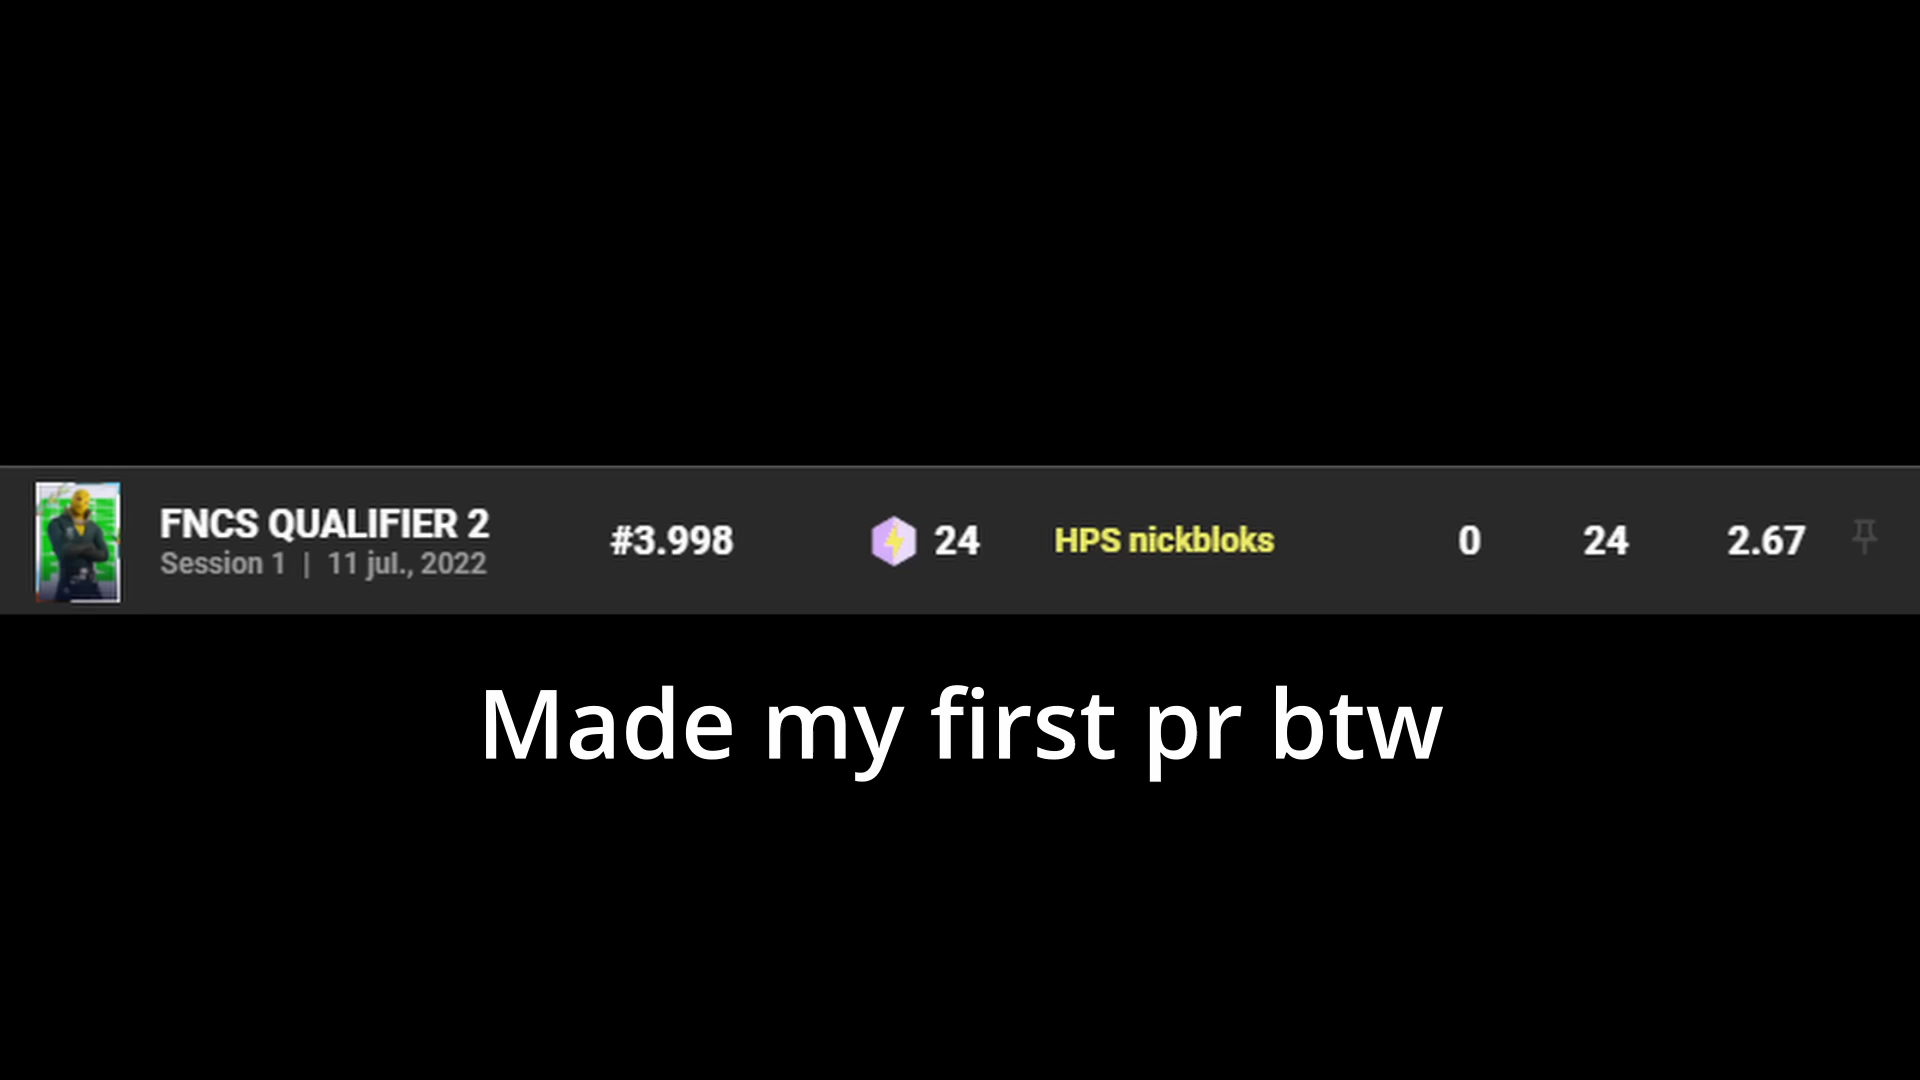 FNCS QUALIFIER 2
Session 1 | 11 jul., 2022
#3.998
24
HPS nickbloks
0
24
2.67
Made my first pr btw